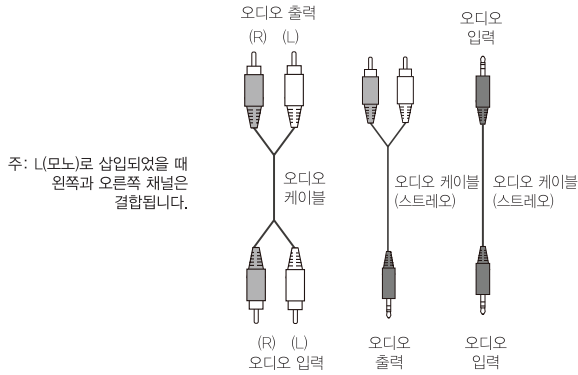 오디오 출력
(R) (L)
오디오
입력
주: L(모노)로 삽입되었을 때
왼쪽과 오른쪽 채널은
결합됩니다.
오디오
케이블
오디오 케이블
(스트레오)
오디오 케이블
(스트레오)
(R) (L)
오디오 입력
오디오
출력
오디오
입력